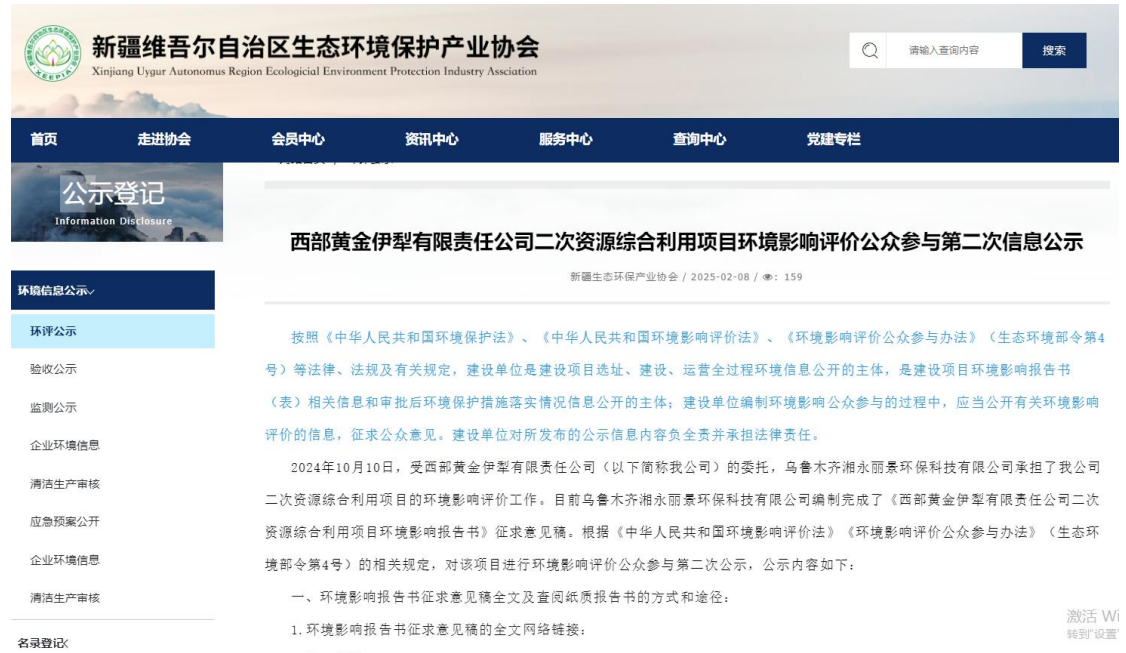 新疆维吾尔自治区生态环境保护产业协会
Xinjiang Uygur Autonomus Region Ecologicial Environment Protection Industry Assciation
XEEPIA
请输入查询内容
搜索
首页 走进协会 会员中心 资讯中心 服务中心 查询中心 党建专栏
公示登记
Information Disclosure
环境信息公示
环评公示
验收公示
监测公示
企业环境信息
清洁生产审核
应急预案公开
企业环境信息
清洁生产审核
名录登记
西部黄金伊犁有限责任公司二次资源综合利用项目环境影响评价公众参与第二次信息公示
新疆生态环保产业协会 / 2025-02-08 / : 159
按照《中华人民共和国环境保护法》、《中华人民共和国环境影响评价法》、《环境影响评价公众参与办法》（生态环境部令第4
号）等法律、法规及有关规定，建设单位是建设项目选址、建设、运营全过程环境信息公开的主体，是建设项目环境影响报告书
（表）相关信息和审批后环境保护措施落实情况信息公开的主体；建设单位编制环境影响公众参与的过程中，应当公开有关环境影响
评价的信息，征求公众意见。建设单位对所发布的公示信息内容负全责并承担法律责任。
2024年10月10日，受西部黄金伊犁有限责任公司（以下简称我公司）的委托，乌鲁木齐湘永丽景环保科技有限公司承担了我公司
二次资源综合利用项目的环境影响评价工作。目前乌鲁木齐湘永丽景环保科技有限公司编制完成了《西部黄金伊犁有限责任公司二次
资源综合利用项目环境影响报告书》征求意见稿。根据《中华人民共和国环境影响评价法》《环境影响评价公众参与办法》（生态环
境部令第4号）的相关规定，对该项目进行环境影响评价公众参与第二次公示，公示内容如下：
一、环境影响报告书征求意见稿全文及查阅纸质报告书的方式和途径：
1.环境影响报告书征求意见稿的全文网络链接：
激活 Wi
转到"设置"